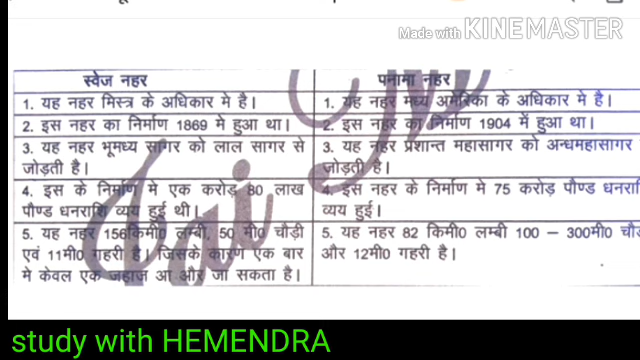 Made with KINEMASTER
स्वेज नहर
पनामा नहर
1. यह नहर मिस्त्र के अधिकार मे है।
1. यह नहर मध्य अमेरिका के अधिकार मे है।
2. इस नहर का निर्माण 1869 मे हुआ था।
2. इस नहर का निर्माण 1904 में हुआ था।
3. यह नहर भूमध्य सागर को लाल सागर से
जोड़ती है।
3. यह नहर प्रशान्त महासागर को अन्धमहासागर
जोड़ती है।
4. इस के निर्माण मे एक करोड़ 80 लाख
पौण्ड धनराशि व्यय हुई थी।
4. इस नहर के निर्माण मे 75 करोड़ पौण्ड धनराशि
व्यय हुई।
5. यह नहर 156किमी0 लम्बी, 50 मी0 चौड़ी
एवं 11मी0 गहरी है। जिसके कारण एक बार
मे केवल एक जहाज आ और जा सकता है।
5. यह नहर 82 किमी0 लम्बी 100 – 300मी0
और 12मी0 गहरी है।
study with HEMENDRA